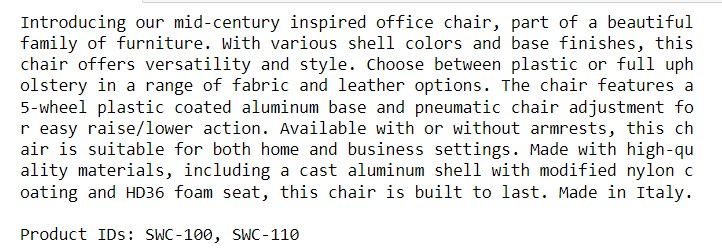 Introducing our mid-century inspired office chair, part of a beautiful
family of furniture. With various shell colors and base finishes, this
chair offers versatility and style. Choose between plastic or full uph
olstery in a range of fabric and leather options. The chair features a
5-wheel plastic coated aluminum base and pneumatic chair adjustment fo
r easy raise/lower action. Available with or without armrests, this ch
air is suitable for both home and business settings. Made with high-qu
ality materials, including a cast aluminum shell with modified nylon c
oating and HD36 foam seat, this chair is built to last. Made in Italy.
Product IDs: SWC-100, SWC-110